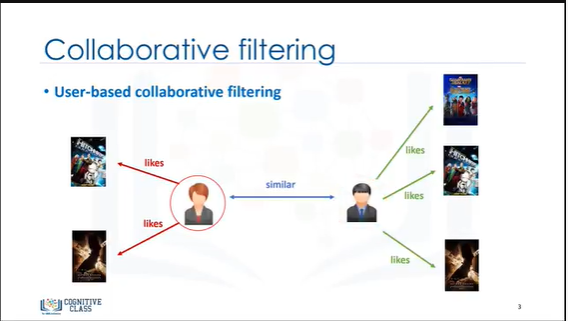 Collaborative filtering
• User-based collaborative filtering
likes
likes
similar
likes
likes
likes
COGNITIVE
CLASS
3